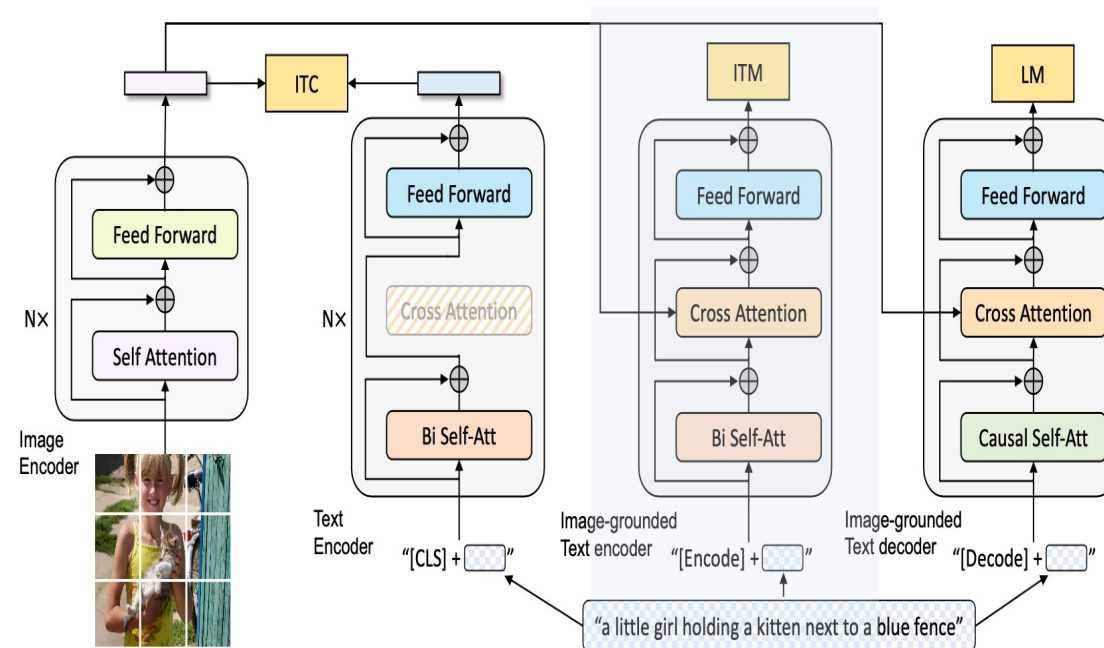 ITC
ITM
LM
Feed Forward
Feed Forward
Feed Forward
Feed Forward
Cross Attention
Cross Attention
Cross Attention
N×
N×
Self Attention
Bi Self-Att
Bi Self-Att
Causal Self-Att
Image
Encoder
Text
Encoder
Image-grounded
Text encoder
Image-grounded
Text decoder
“[CLS] + ”
“[Encode] + ”
“[Decode] + ”
“a little girl holding a kitten next to a blue fence”